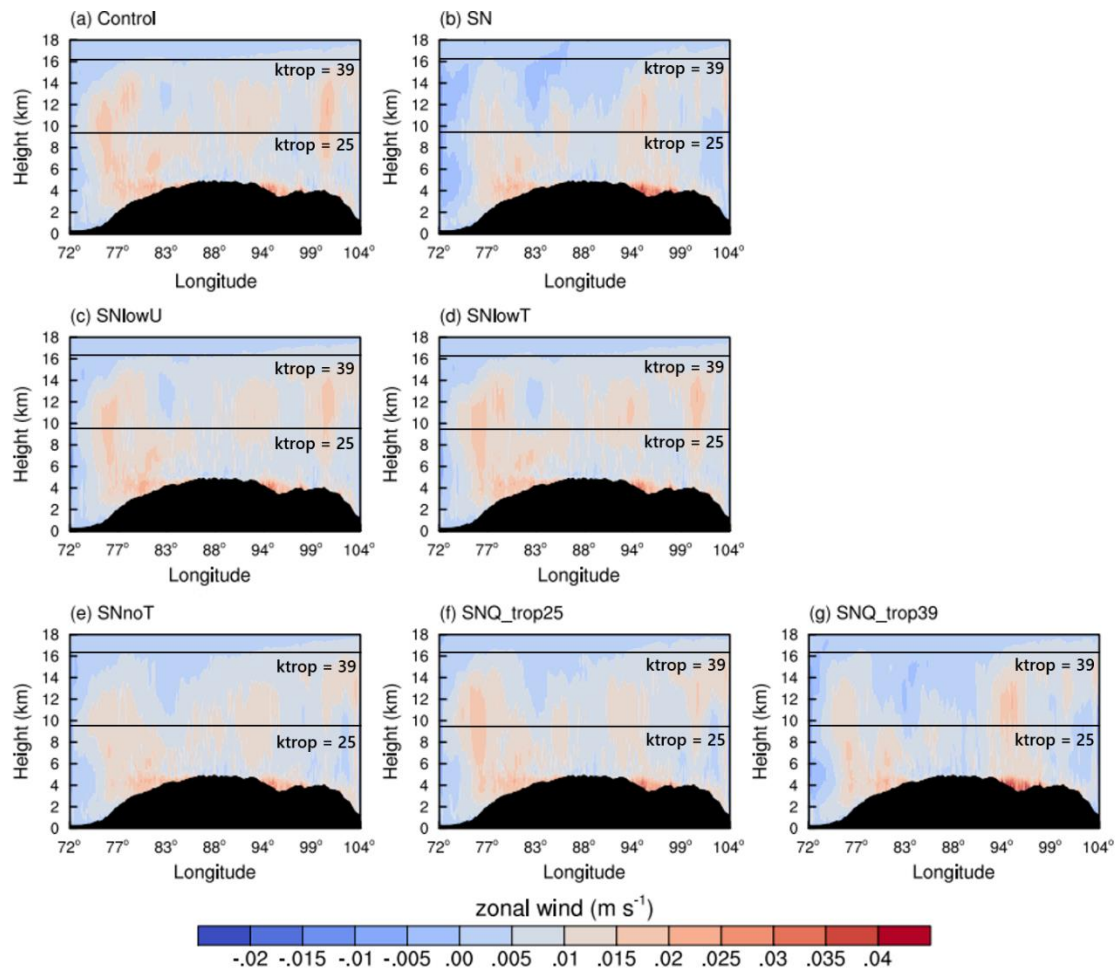 (a) Control
(b) SN
18
16
14
12
10
8
6
4
2
0
Height (km)
ktrop = 39
ktrop = 25
72° 77° 83° 88° 94° 99° 104°
Longitude
18
16
14
12
10
8
6
4
2
0
Height (km)
ktrop = 39
ktrop = 25
72° 77° 83° 88° 94° 99° 104°
Longitude
(c) SNlowU
(d) SNlowT
18
16
14
12
10
8
6
4
2
0
Height (km)
ktrop = 39
ktrop = 25
72° 77° 83° 88° 94° 99° 104°
Longitude
18
16
14
12
10
8
6
4
2
0
Height (km)
ktrop = 39
ktrop = 25
72° 77° 83° 88° 94° 99° 104°
Longitude
(e) SNnoT
(f) SNQ_trop25
(g) SNQ_trop39
18
16
14
12
10
8
6
4
2
0
Height (km)
ktrop = 39
ktrop = 25
72° 77° 83° 88° 94° 99° 104°
Longitude
18
16
14
12
10
8
6
4
2
0
Height (km)
ktrop = 39
ktrop = 25
72° 77° 83° 88° 94° 99° 104°
Longitude
18
16
14
12
10
8
6
4
2
0
Height (km)
ktrop = 39
ktrop = 25
72° 77° 83° 88° 94° 99° 104°
Longitude
zonal wind (m s⁻¹)
-.02 -.015 -.01 -.005 .00 .005 .01 .015 .02 .025 .03 .035 .04